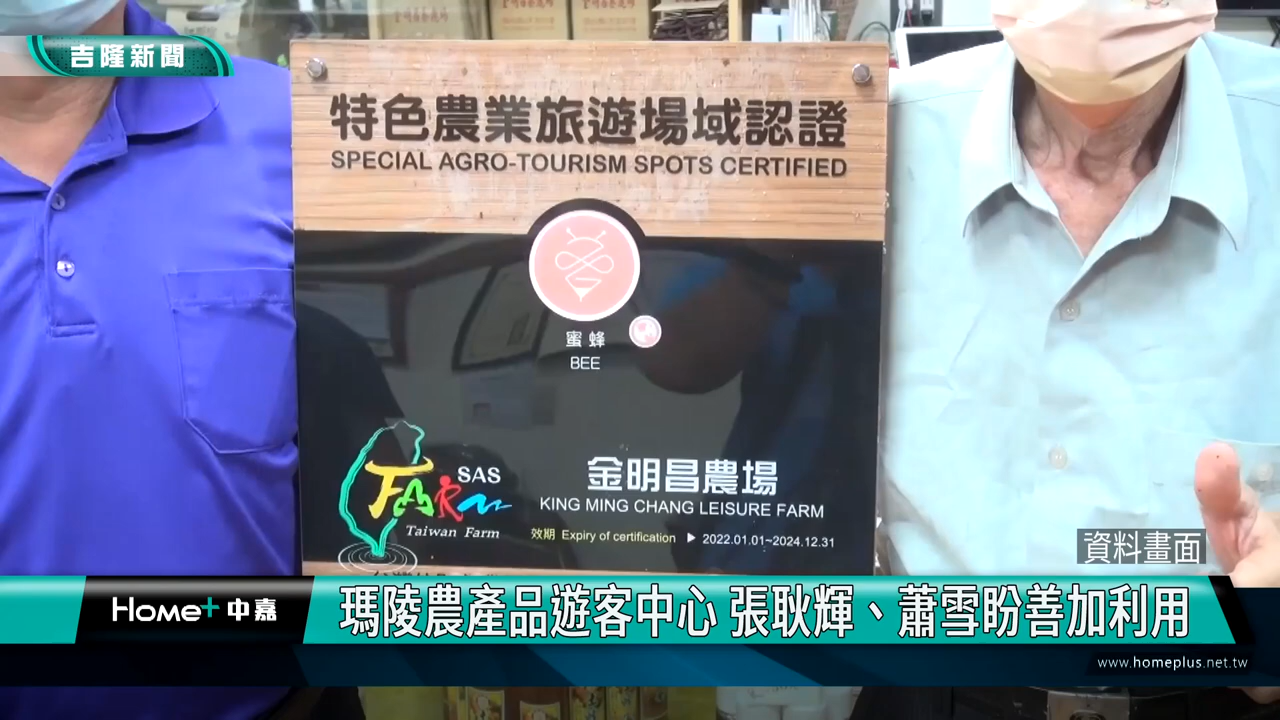 吉隆新聞
特色農業旅遊場域認證
SPECIAL AGRO-TOURISM SPOTS CERTIFIED
蜜蜂
BEE
SAS
FARM
Taiwan Farm
金明昌農場
KING MING CHANG LEISURE FARM
效期 Expiry of certification ▶ 2022.01.01~2024.12.31
資料畫面
Home+ 中嘉
瑪陵農產品遊客中心 張耿輝、蕭雪盼善加利用
www.homeplus.net.tw